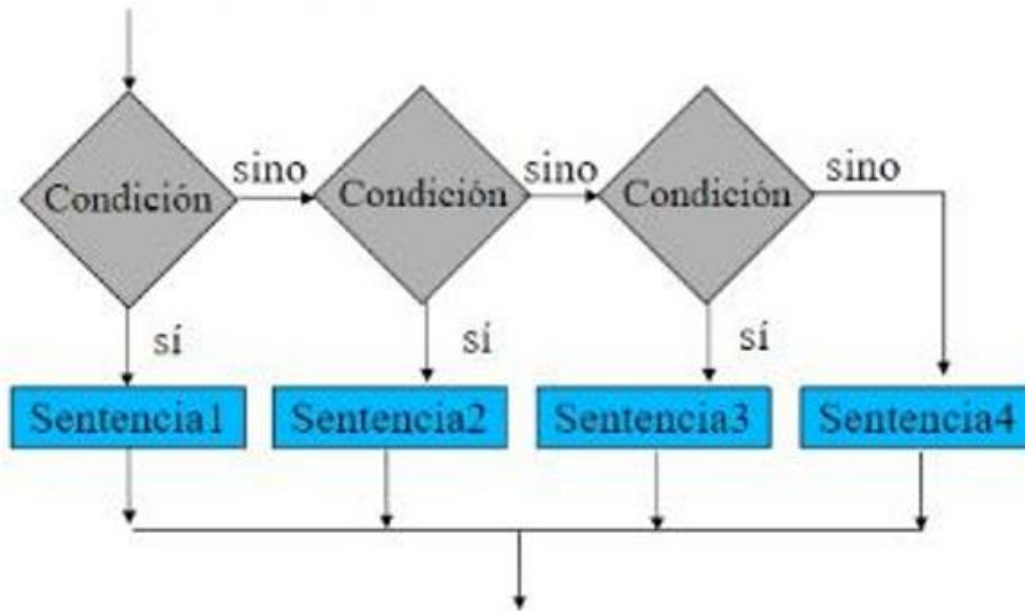 sino
sino
sino
Condición
Condición
Condición
sí
sí
sí
Sentencia1
Sentencia2
Sentencia3
Sentencia4